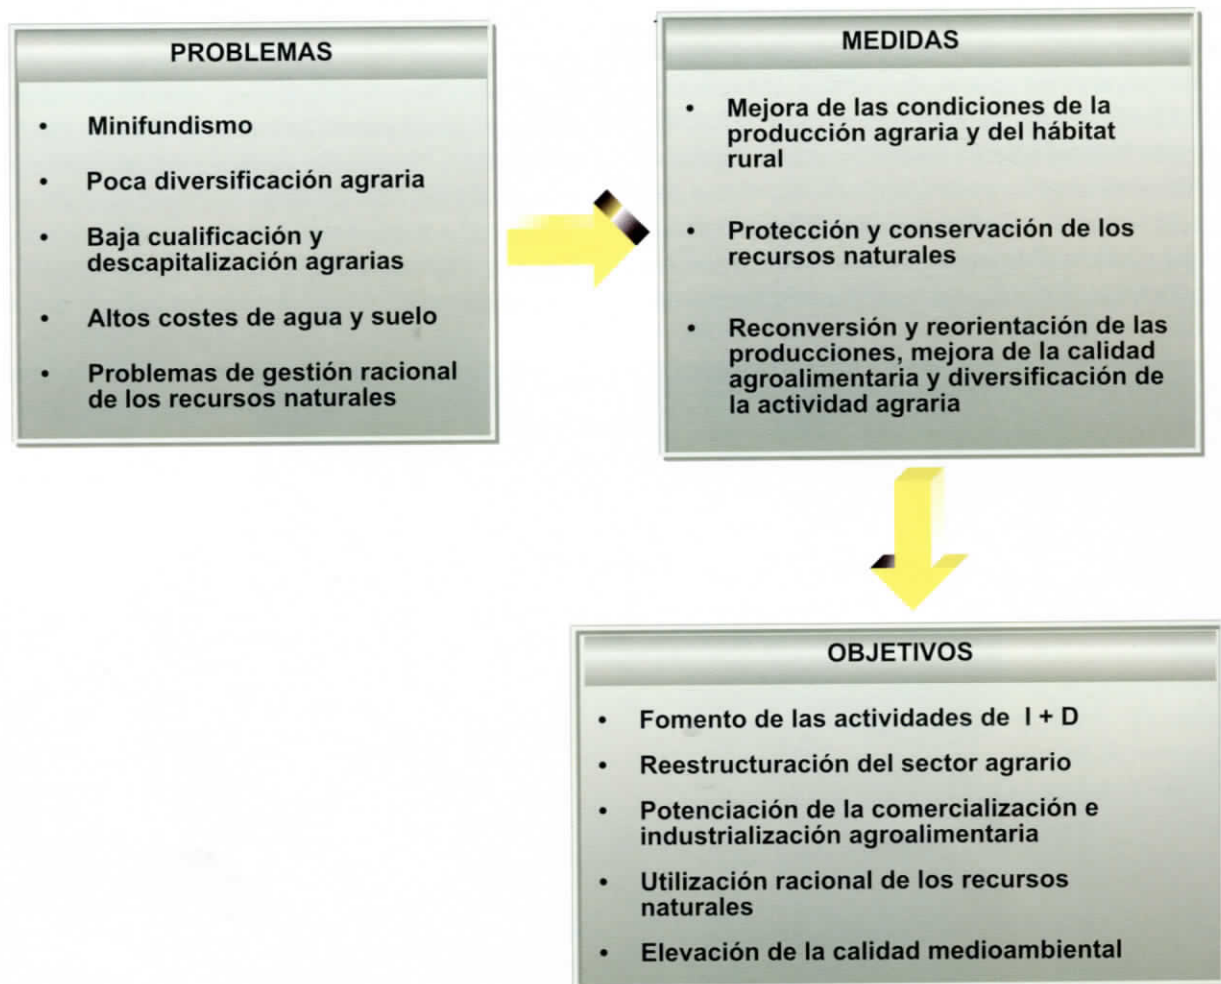 PROBLEMAS
• Minifundismo
• Poca diversificación agraria
• Baja cualificación y
descapitalización agrarias
• Altos costes de agua y suelo
• Problemas de gestión racional
de los recursos naturales
MEDIDAS
• Mejora de las condiciones de la
producción agraria y del hábitat
rural
• Protección y conservación de los
recursos naturales
• Reconversión y reorientación de las
producciones, mejora de la calidad
agroalimentaria y diversificación de
la actividad agraria
OBJETIVOS
• Fomento de las actividades de I + D
• Reestructuración del sector agrario
• Potenciación de la comercialización e
industrialización agroalimentaria
• Utilización racional de los recursos
naturales
• Elevación de la calidad medioambiental